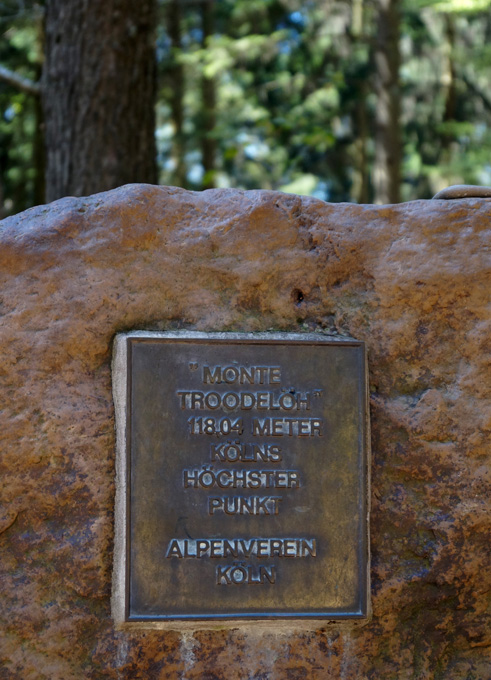 "MONTE
TROODELÖH"
118.04 METER
KÖLNS
HÖCHSTER
PUNKT
ALPENVEREIN
KÖLN